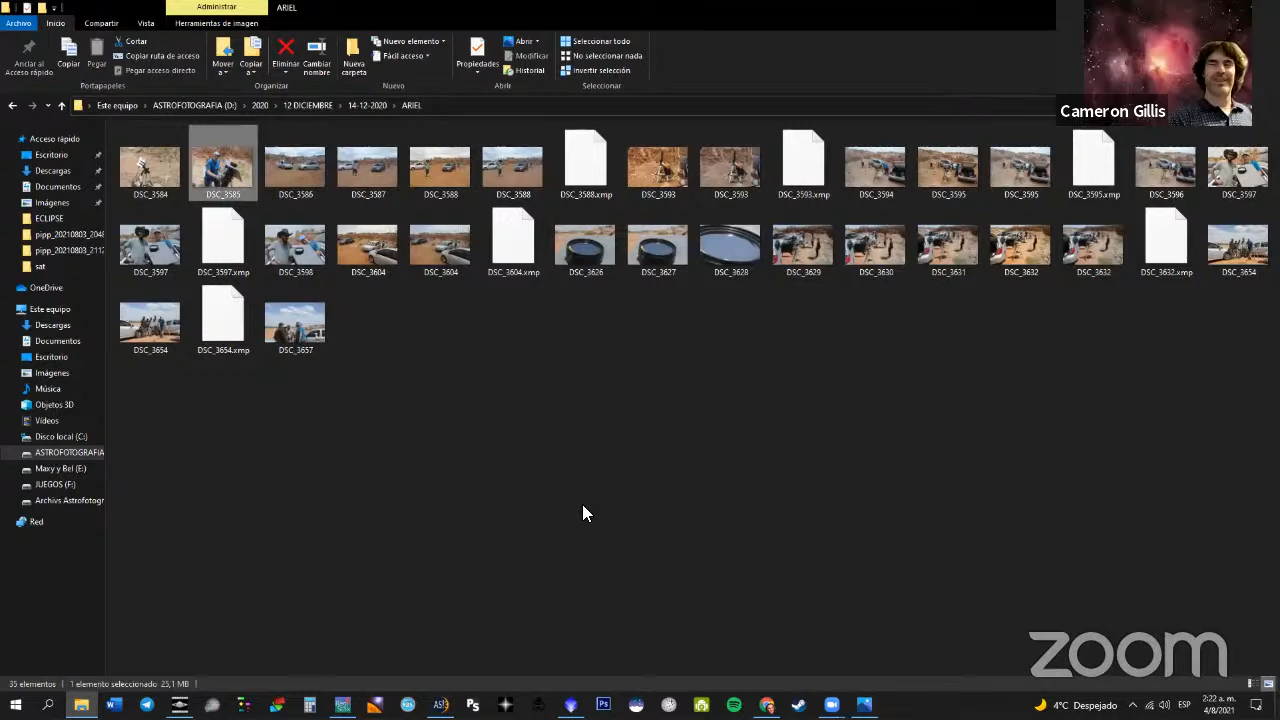 Administrar
ARIEL
Archivo
Inicio
Compartir
Vista
Herramientas de imagen
Anclar al
Acceso rápido
Copiar
Pegar
Cortar
Copiar ruta de acceso
Pegar acceso directo
Mover
a
Copiar
a
Eliminar
Cambiar
nombre
Nueva
carpeta
Nuevo elemento
Fácil acceso
Propiedades
Abrir
Modificar
Historial
Seleccionar todo
No seleccionar nada
Invertir selección
Portapapeles
Organizar
Nuevo
Abrir
Seleccionar
Cameron Gillis
Este equipo > ASTROFOTOGRAFIA (D:) > 2020 > 12 DICIEMBRE > 14-12-2020 > ARIEL
Acceso rápido
Escritorio
Descargas
Documentos
Imágenes
ECLIPSE
pipp_20210803_2048
pipp_20210803_2112
sat
OneDrive
Este equipo
Descargas
Documentos
Escritorio
Imágenes
Música
Objetos 3D
Vídeos
Disco local (C:)
ASTROFOTOGRAFIA
Maxy y Bel (E:)
JUEGOS (F:)
Archivs Astrofotogr
Red
DSC_3584
DSC_3585
DSC_3586
DSC_3587
DSC_3588
DSC_3588
DSC_3588.xmp
DSC_3593
DSC_3593
DSC_3593.xmp
DSC_3594
DSC_3595
DSC_3595
DSC_3595.xmp
DSC_3596
DSC_3597
DSC_3597
DSC_3597.xmp
DSC_3598
DSC_3604
DSC_3604
DSC_3604.xmp
DSC_3626
DSC_3627
DSC_3628
DSC_3629
DSC_3630
DSC_3631
DSC_3632
DSC_3632
DSC_3632.xmp
DSC_3654
DSC_3654
DSC_3654.xmp
DSC_3657
zoom
35 elementos
1 elemento seleccionado 25,1 MB
4°C Despejado
ESP
2:22 a. m.
4/8/2021